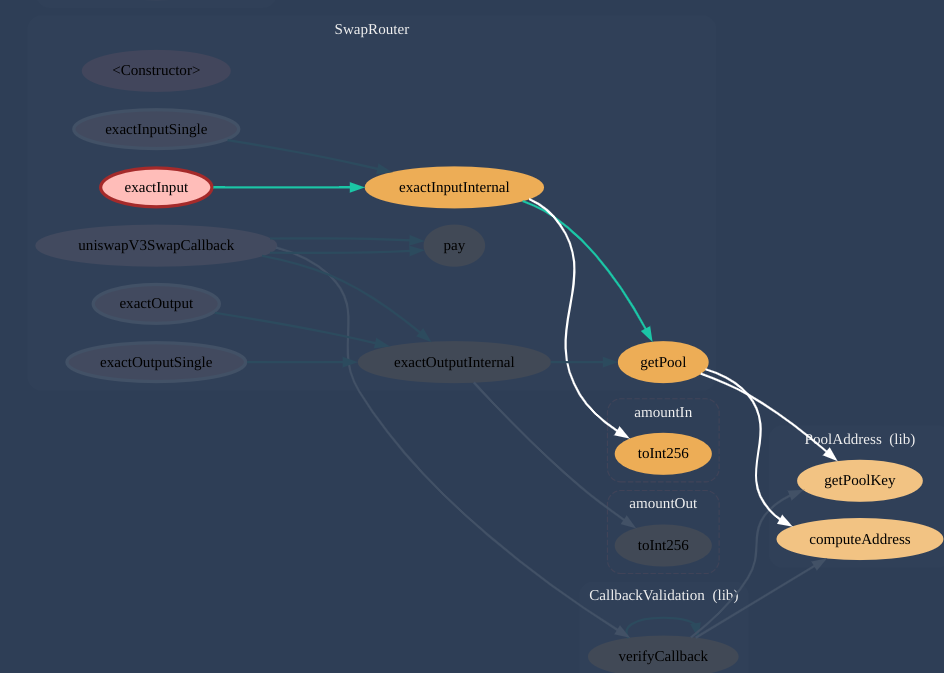 SwapRouter
<Constructor>
exactInputSingle
exactInput
exactInputInternal
uniswapV3SwapCallback
pay
exactOutput
exactOutputSingle
exactOutputInternal
getPool
amountIn
toInt256
PoolAddress (lib)
getPoolKey
amountOut
toInt256
computeAddress
CallbackValidation (lib)
verifyCallback